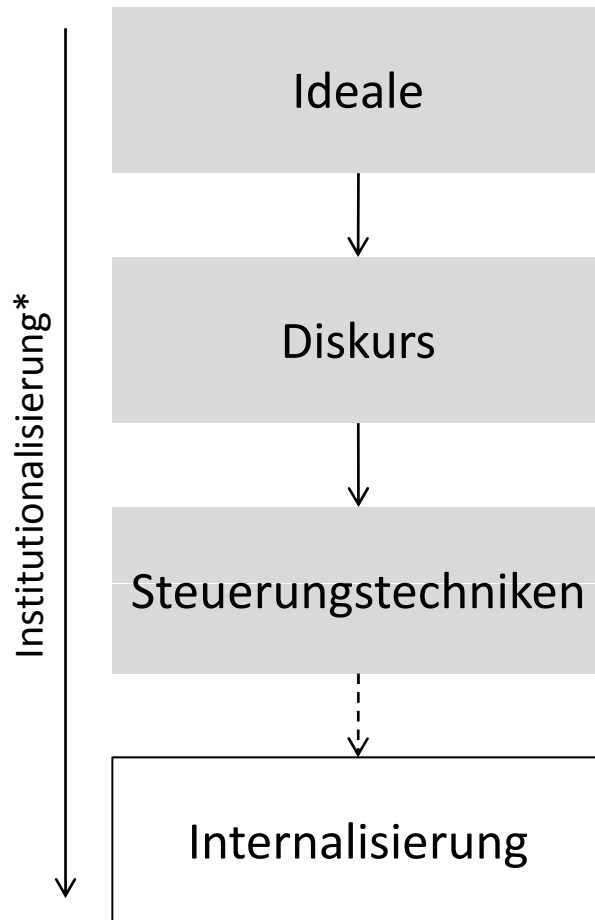 Ideale
Diskurs
Steuerungstechniken
Internalisierung
Institutionalisierung*